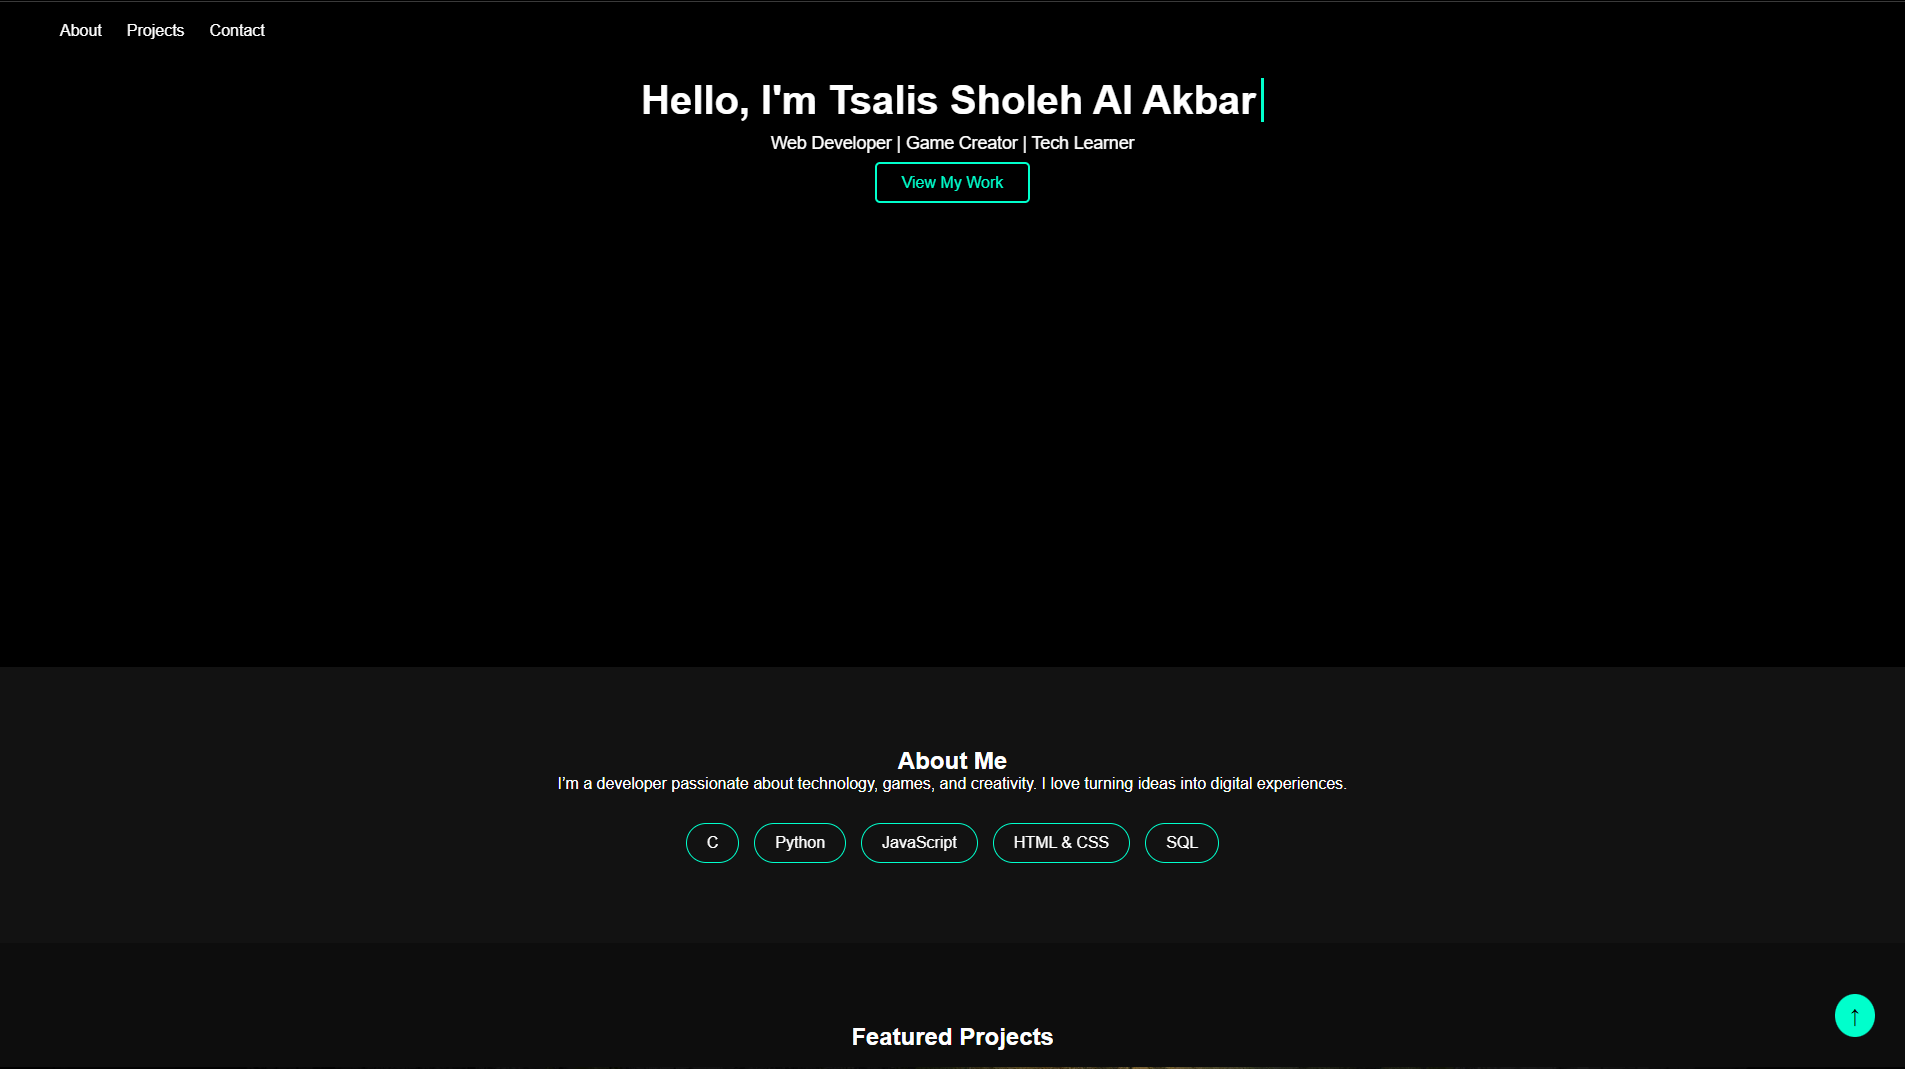 About Projects Contact
Hello, I'm Tsalis Sholeh Al Akbar
Web Developer | Game Creator | Tech Learner
View My Work
About Me
I’m a developer passionate about technology, games, and creativity. I love turning ideas into digital experiences.
C Python JavaScript HTML & CSS SQL
↑
Featured Projects